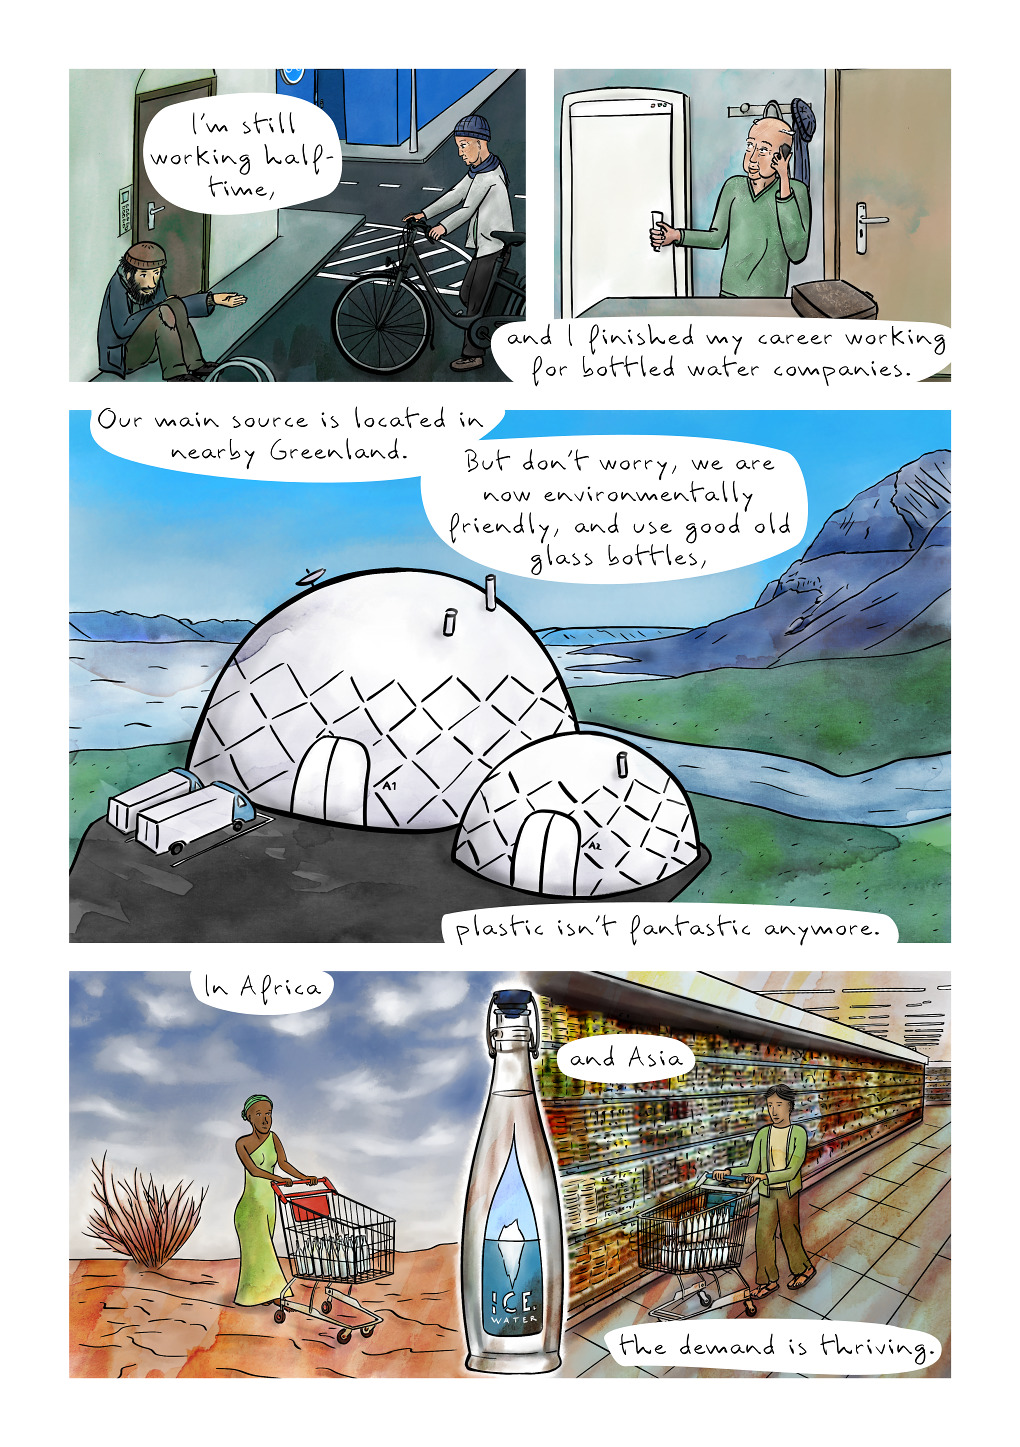 I'm still
working half-
time,
and I finished my career working
for bottled water companies.
Our main source is located in
nearby Greenland.
But don't worry, we are
now environmentally
friendly, and use good old
glass bottles,
A1
A2
plastic isn't fantastic anymore.
In Africa
and Asia
ICE.
WATER
the demand is thriving.